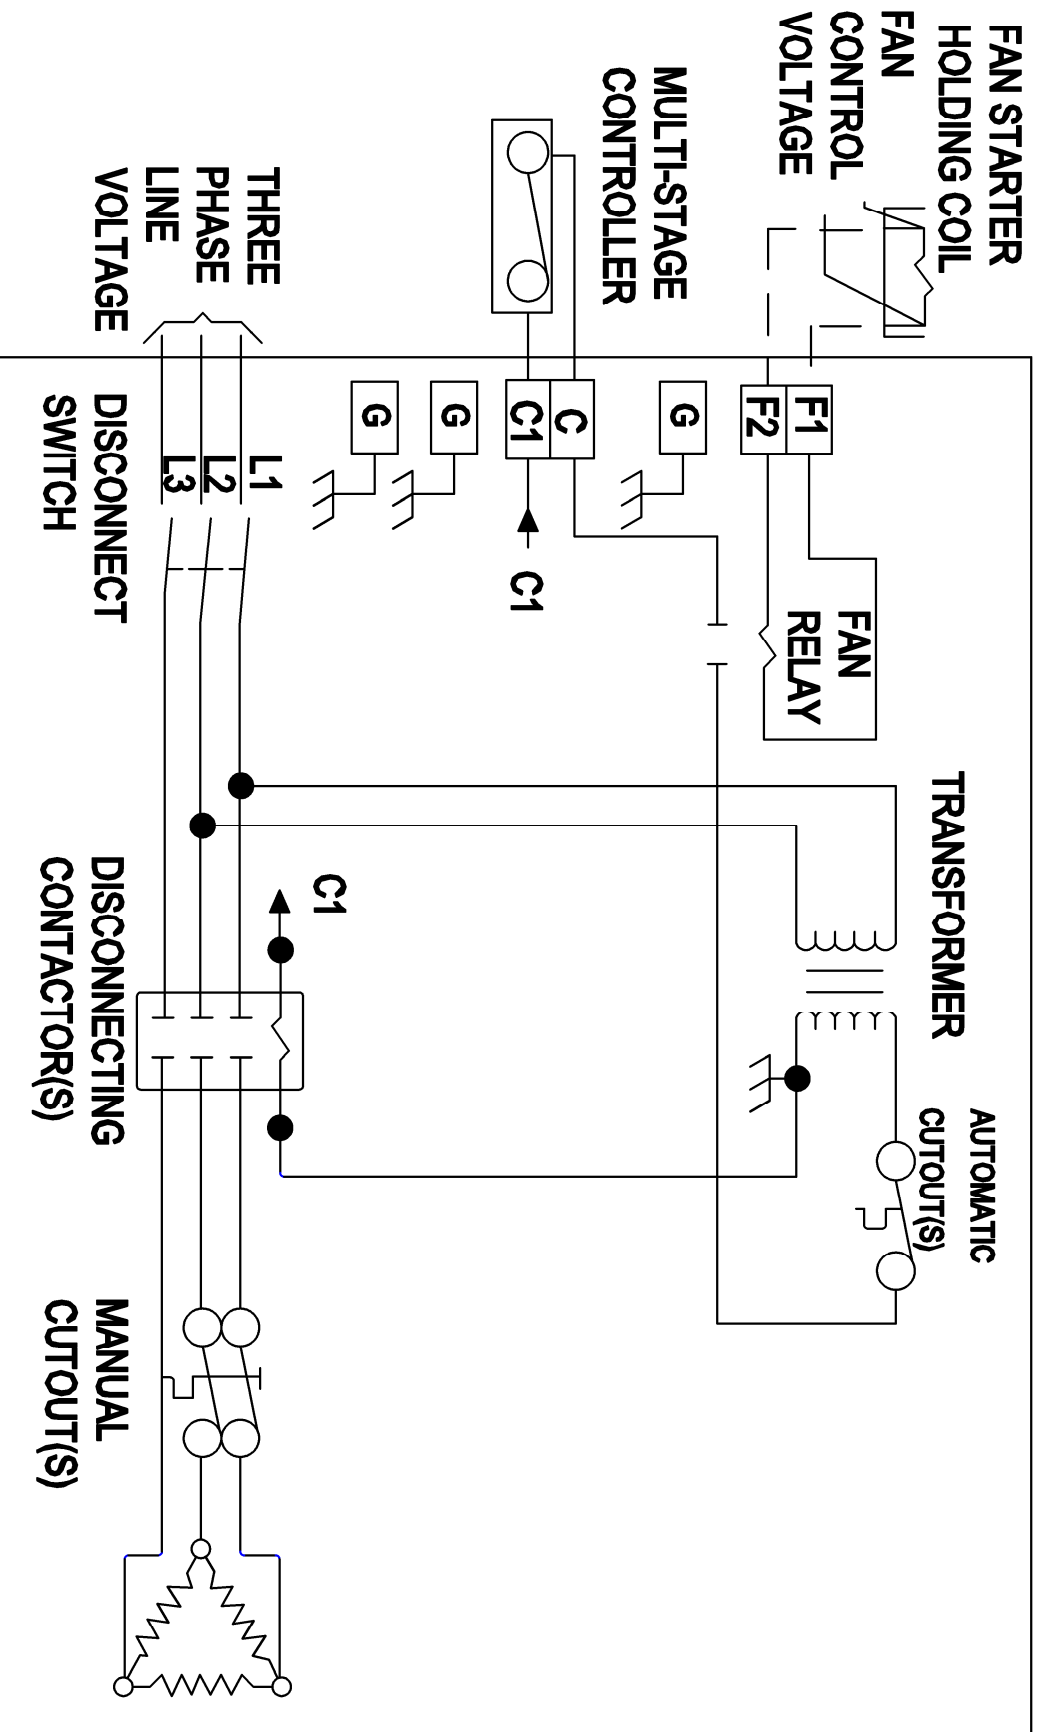 FAN STARTER
HOLDING COIL
FAN
CONTROL
VOLTAGE
MULTI-STAGE
CONTROLLER
THREE
PHASE
LINE
VOLTAGE
F1
F2
G
C
C1
G
G
C1
L1
L2
L3
DISCONNECT
SWITCH
FAN
RELAY
TRANSFORMER
C1
DISCONNECTING
CONTACTOR(S)
AUTOMATIC
CUTOUT(S)
MANUAL
CUTOUT(S)